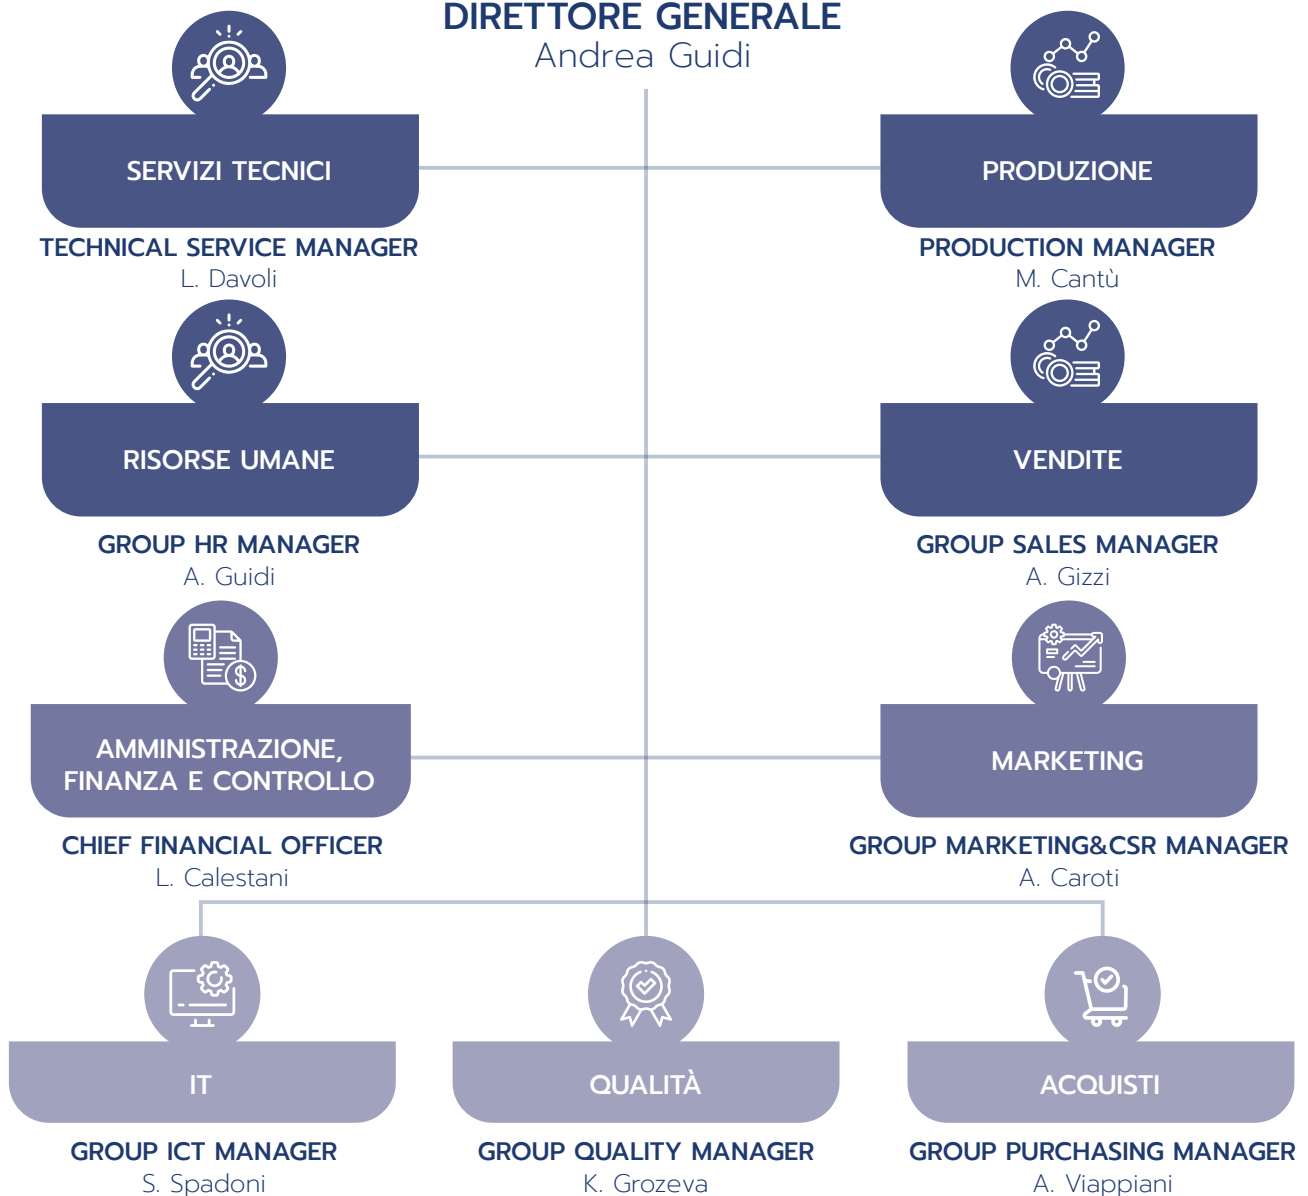 DIRETTORE GENERALE
Andrea Guidi
SERVIZI TECNICI
TECHNICAL SERVICE MANAGER
L. Davoli
PRODUZIONE
PRODUCTION MANAGER
M. Cantù
RISORSE UMANE
GROUP HR MANAGER
A. Guidi
VENDITE
GROUP SALES MANAGER
A. Gizzi
AMMINISTRAZIONE,
FINANZA E CONTROLLO
CHIEF FINANCIAL OFFICER
L. Calestani
MARKETING
GROUP MARKETING&CSR MANAGER
A. Caroti
IT
GROUP ICT MANAGER
S. Spadoni
QUALITÀ
GROUP QUALITY MANAGER
K. Grozeva
ACQUISTI
GROUP PURCHASING MANAGER
A. Viappiani